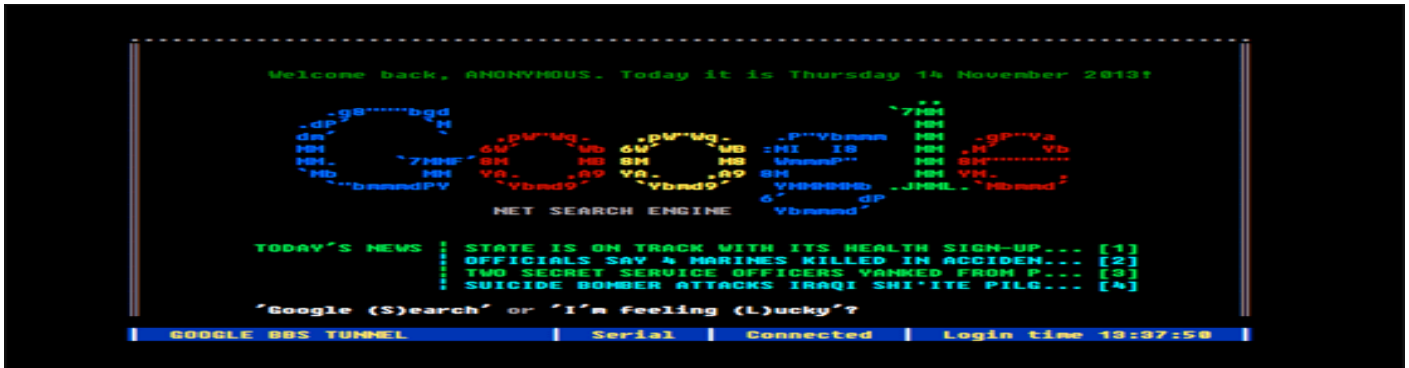 Welcome back, ANONYMOUS. Today it is Thursday 14 November 2013!
Google
NET SEARCH ENGINE
TODAY'S NEWS
STATE IS ON TRACK WITH ITS HEALTH SIGN-UP... [1]
OFFICIALS SAY 4 MARINES KILLED IN ACCIDEN... [2]
TWO SECRET SERVICE OFFICERS YANKED FROM P... [3]
SUICIDE BOMBER ATTACKS IRAQI SHI'ITE PILG... [4]
'Google (S)earch' or 'I'm feeling (L)ucky'?
GOOGLE BBS TUNNEL | Serial | Connected | Login time 13:37:50